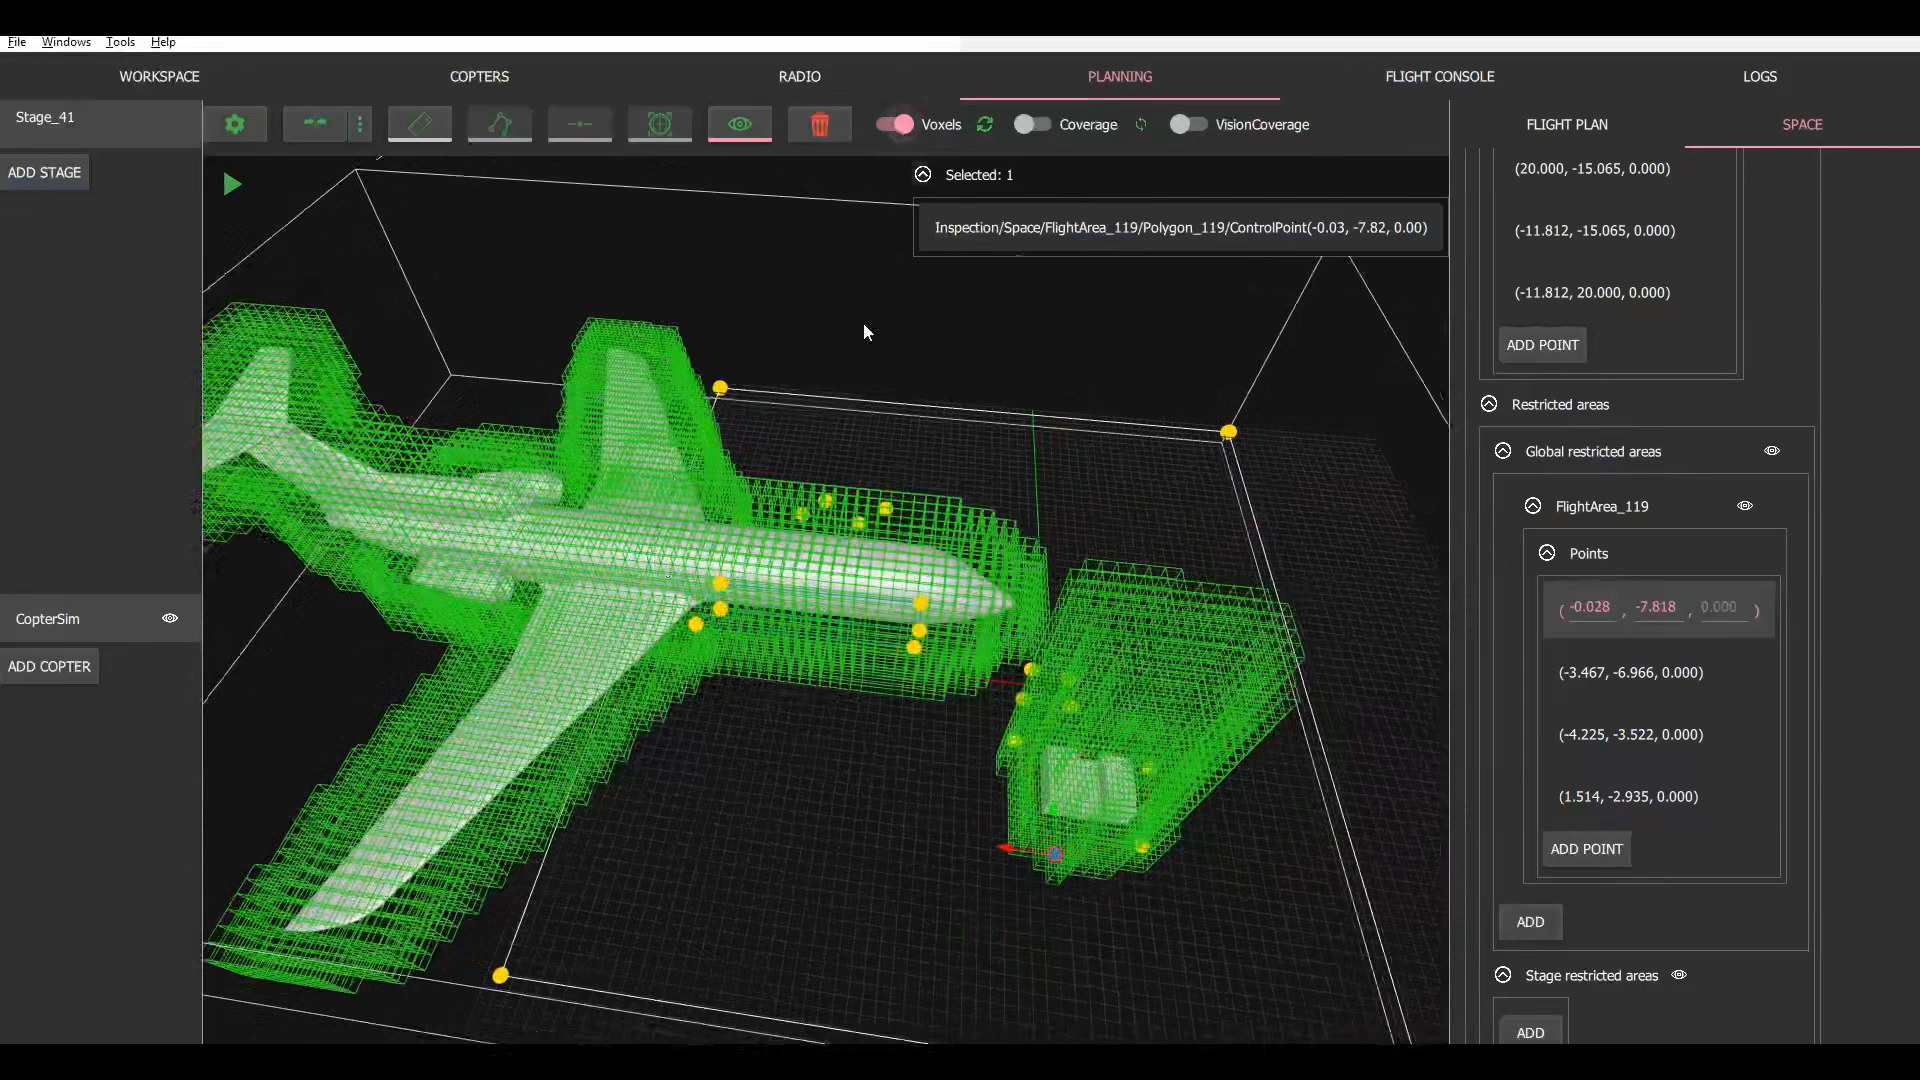 File Windows Tools Help
WORKSPACE COPTERS RADIO PLANNING FLIGHT CONSOLE LOGS
Stage_41
ADD STAGE
CopterSim
ADD COPTER
Voxels Coverage VisionCoverage
Selected: 1
Inspection/Space/FlightArea_119/Polygon_119/ControlPoint(-0.03, -7.82, 0.00)
FLIGHT PLAN SPACE
(20.000, -15.065, 0.000)
(-11.812, -15.065, 0.000)
(-11.812, 20.000, 0.000)
ADD POINT
Restricted areas
Global restricted areas
FlightArea_119
Points
( -0.028 , -7.818 , 0.000 )
(-3.467, -6.966, 0.000)
(-4.225, -3.522, 0.000)
(1.514, -2.935, 0.000)
ADD POINT
ADD
Stage restricted areas
ADD